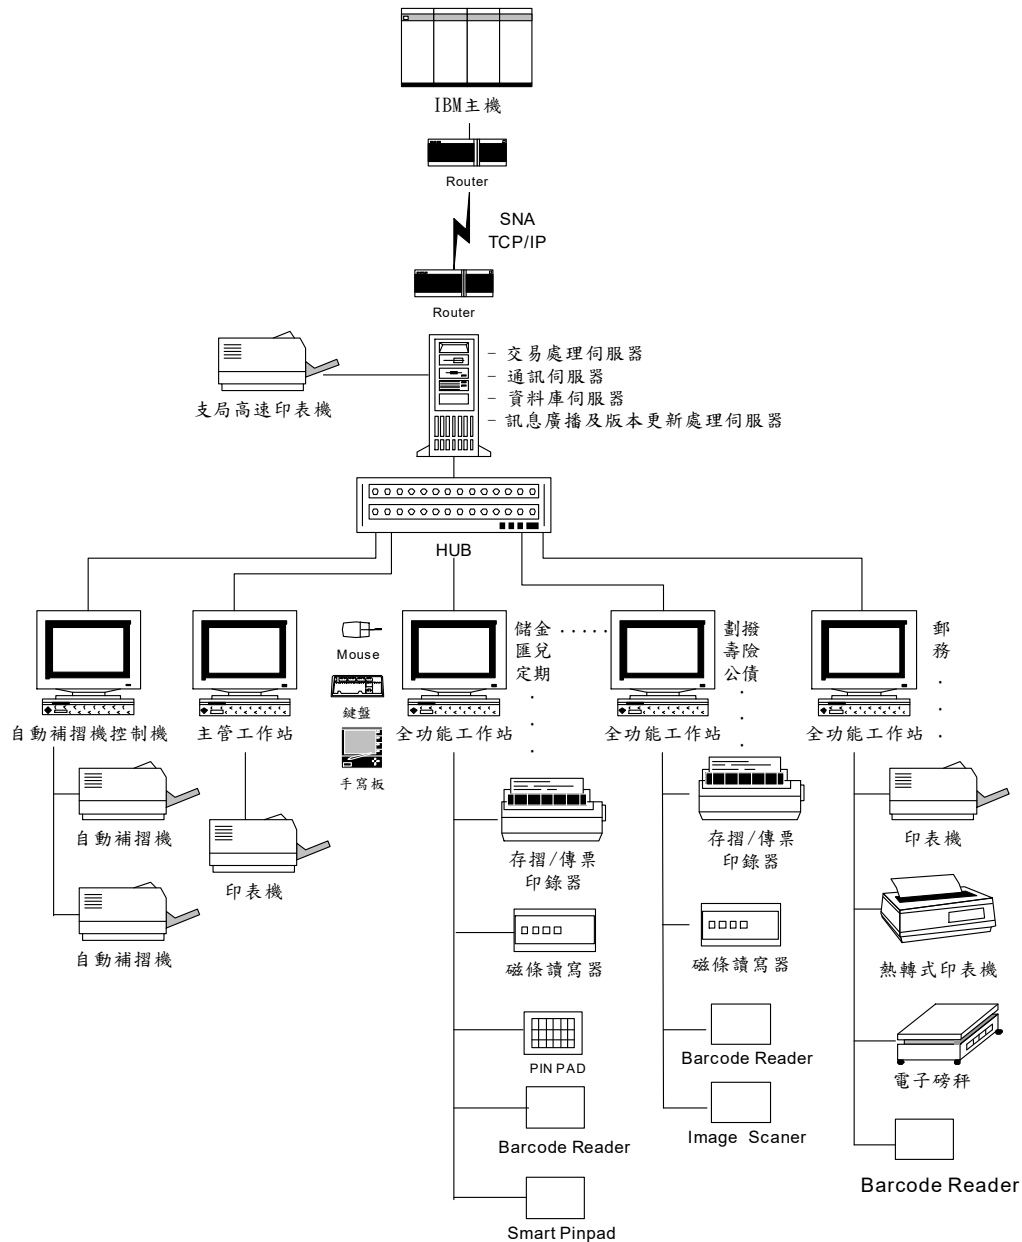 IBM主機
Router
SNA
TCP/IP
Router
- 交易處理伺服器
- 通訊伺服器
- 資料庫伺服器
- 訊息廣播及版本更新處理伺服器
支局高速印表機
HUB
Mouse
鍵盤
手寫板
儲金 . . . . .
匯兌
定期
.
.
.
劃撥
壽險
公債
.
.
.
郵
務
.
.
.
自動補摺機控制機
主管工作站
全功能工作站
全功能工作站
全功能工作站
自動補摺機
自動補摺機
印表機
存摺/傳票
印錄器
磁條讀寫器
PIN PAD
Barcode Reader
Smart Pinpad
存摺/傳票
印錄器
磁條讀寫器
Barcode Reader
Image Scaner
印表機
熱轉式印表機
電子磅秤
Barcode Reader